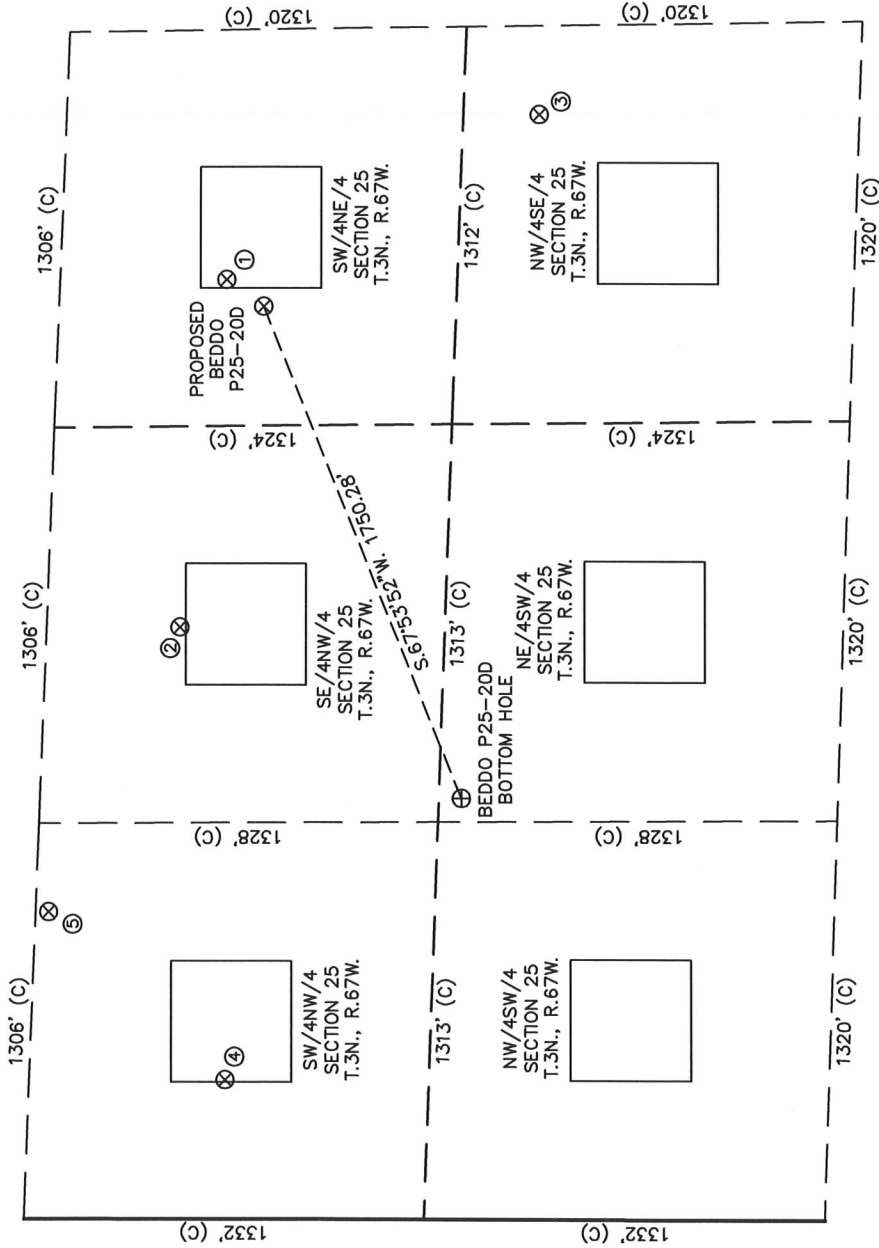 1306' (C)
1306' (C)
1306' (C)
1332' (C)
1328' (C)
1324' (C)
1320' (C)
5
4
2
1
PROPOSED
BEDDO
P25-20D
SW/4NW/4
SECTION 25
T.3N., R.67W.
SE/4NW/4
SECTION 25
T.3N., R.67W.
SW/4NE/4
SECTION 25
T.3N., R.67W.
S.67°53'52"W. 1750.28'
1313' (C)
1313' (C)
1312' (C)
BEDDO P25-20D
BOTTOM HOLE
3
1332' (C)
1328' (C)
1324' (C)
1320' (C)
NW/4SW/4
SECTION 25
T.3N., R.67W.
NE/4SW/4
SECTION 25
T.3N., R.67W.
NW/4SE/4
SECTION 25
T.3N., R.67W.
1320' (C)
1320' (C)
1320' (C)